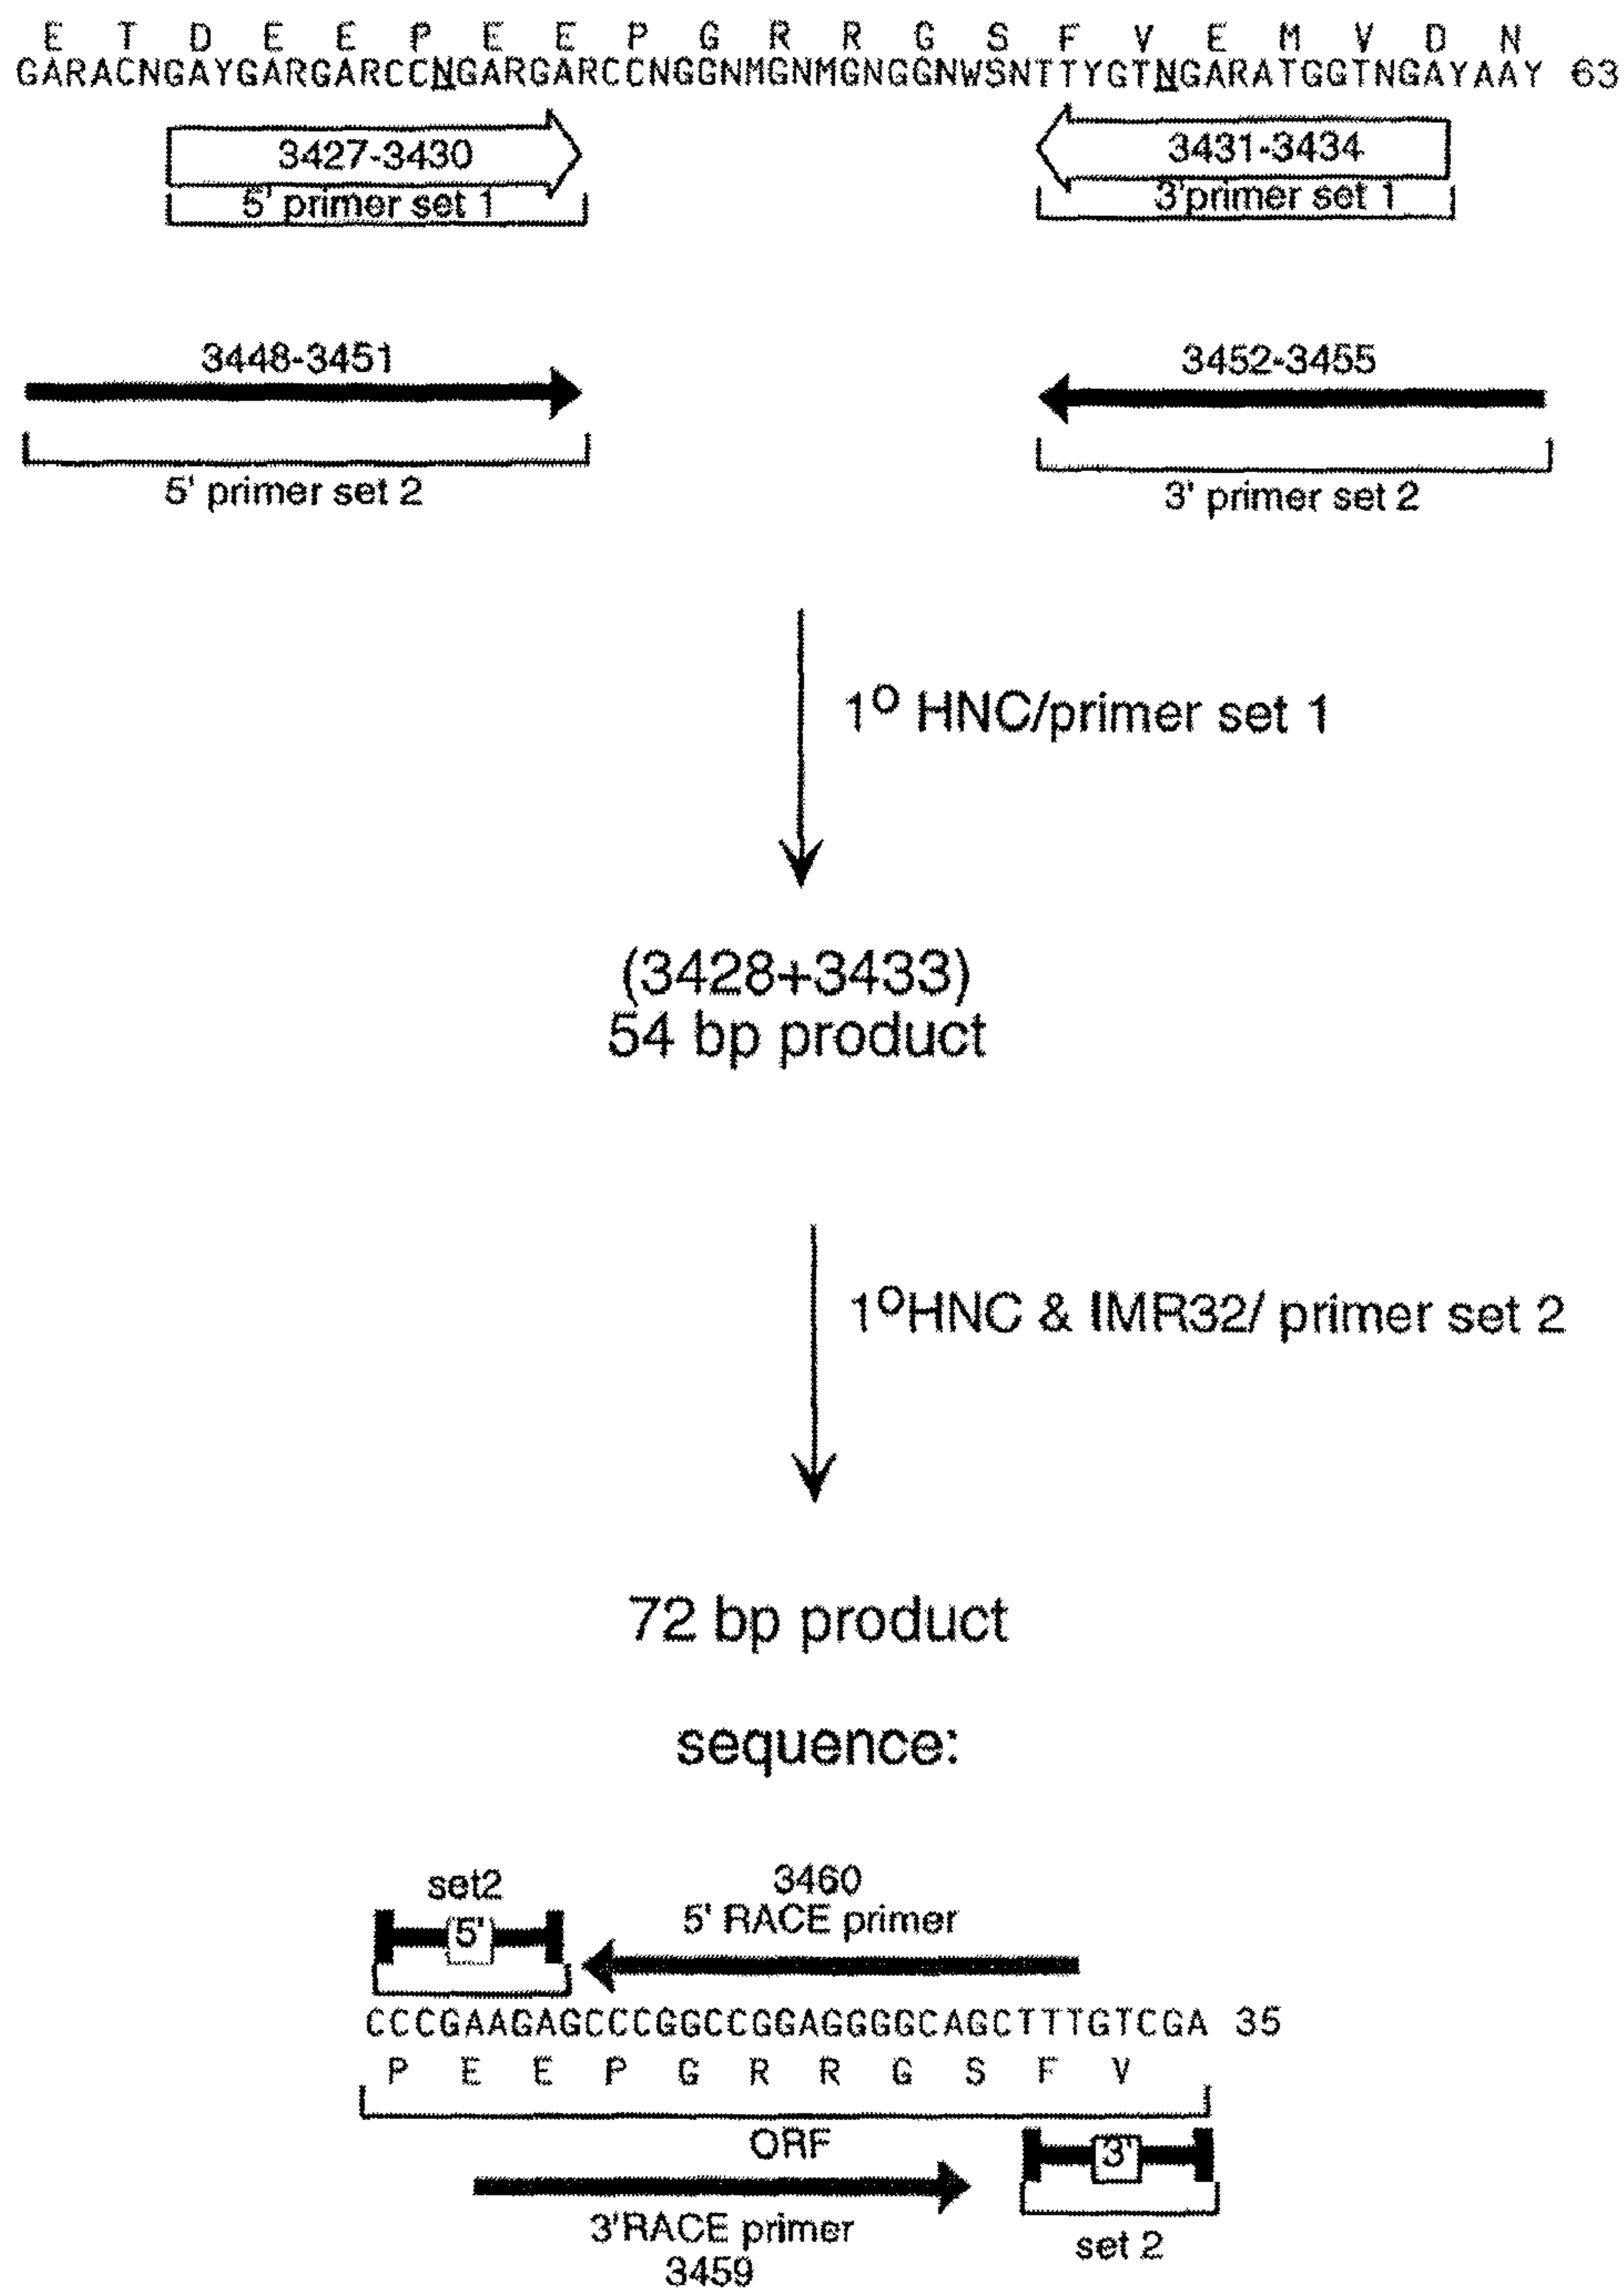 E T D E E P E E P G R R G S F V E M V D N
GARACNGAYGARGARCCNGARGARCCNGGNMGNMGNGGNWSNTTYGTNGARATGGTNGAYAAY 63
3427-3430 3431-3434
5' primer set 1 3'primer set 1
3448-3451 3452-3455
5' primer set 2 3' primer set 2
1° HNC/primer set 1
(3428+3433)
54 bp product
1°HNC & IMR32/ primer set 2
72 bp product
sequence:
set2 3460
5' 5' RACE primer
CCCGAAGAGCCCGGCCGGAGGGGCAGCTTTGTCGA 35
P E E P G R R G S F V
ORF 3'
3'RACE primer set 2
3459